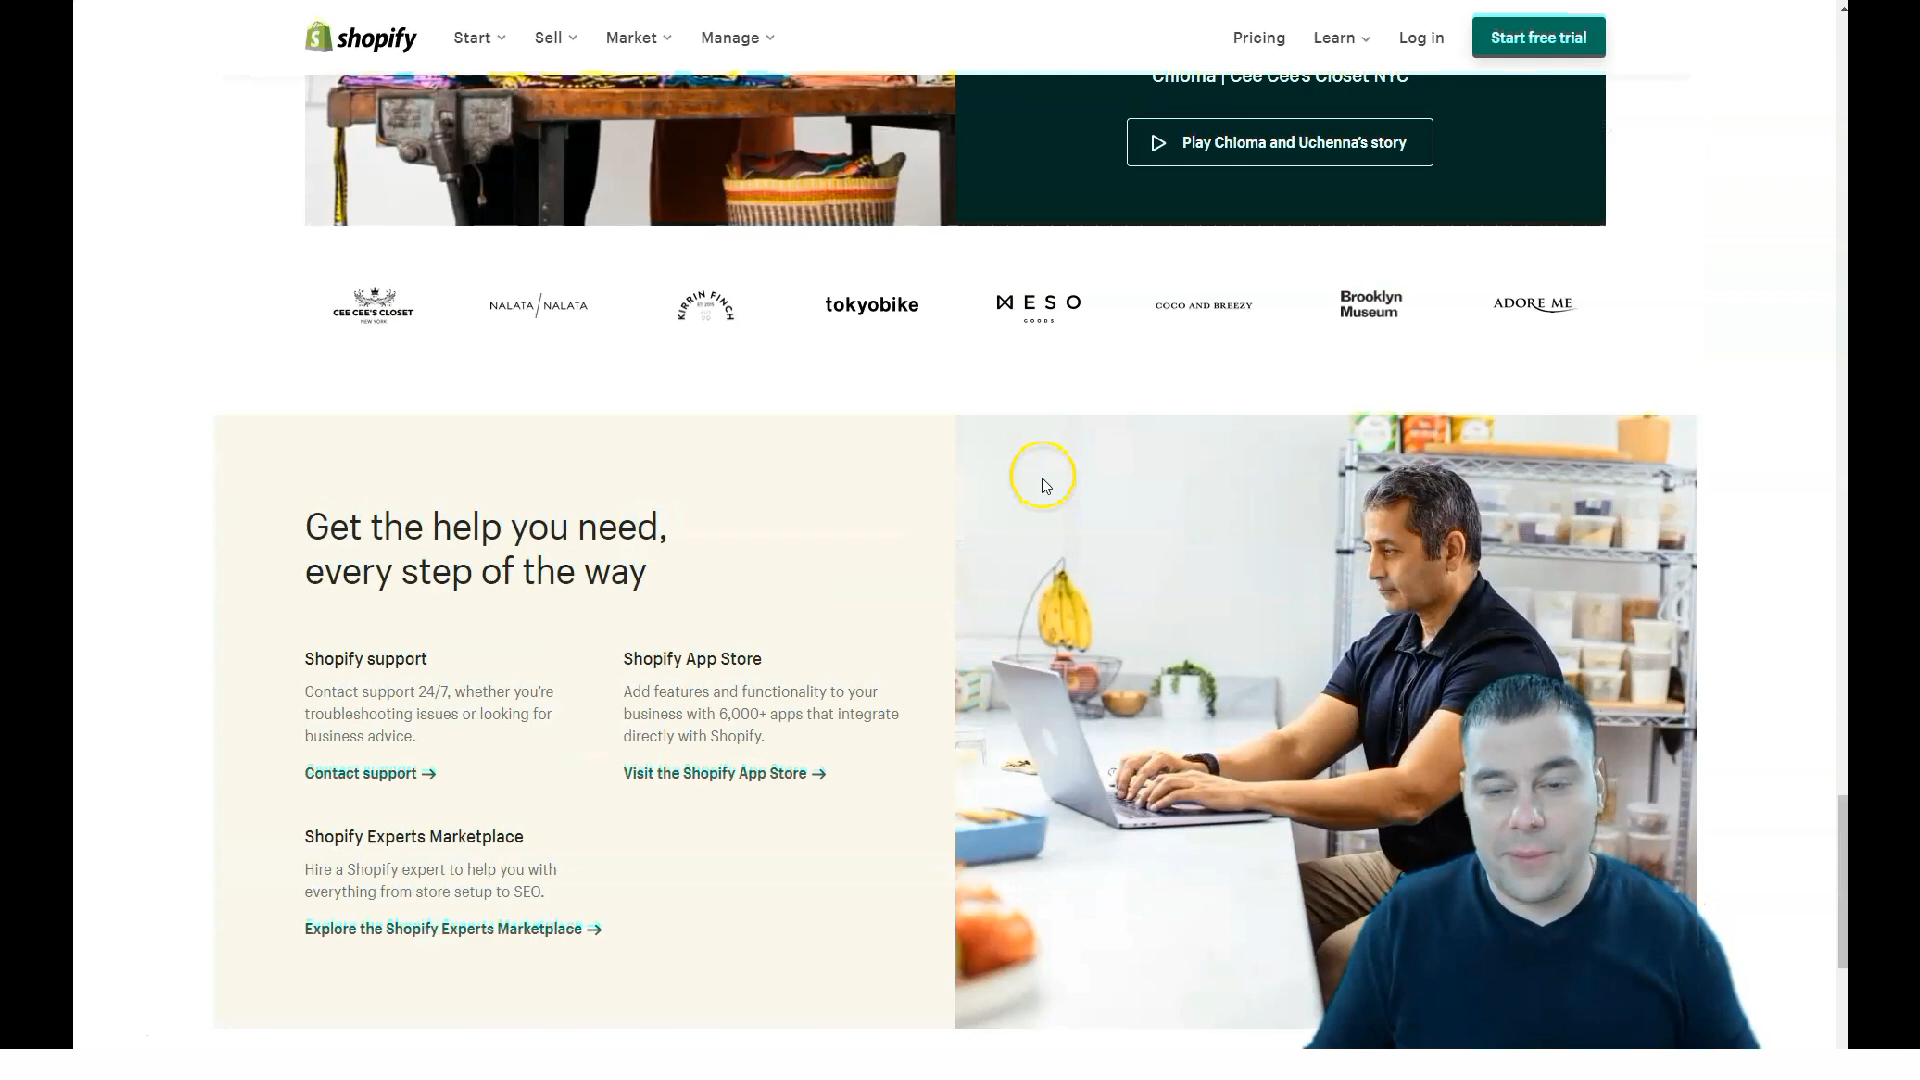 shopify
Start
Sell
Market
Manage
Pricing
Learn
Log in
Start free trial
Chioma | Cee Cee's Closet NYC
Play Chioma and Uchenna's story
CEE CEE'S CLOSET
NEW YORK
NALATA / NALATA
KIRRIN FINCH
tokyobike
MESO
GOODS
COCO AND BREEZY
Brooklyn
Museum
ADORE ME
Get the help you need,
every step of the way
Shopify support
Contact support 24/7, whether you're
troubleshooting issues or looking for
business advice.
Contact support →
Shopify App Store
Add features and functionality to your
business with 6,000+ apps that integrate
directly with Shopify.
Visit the Shopify App Store →
Shopify Experts Marketplace
Hire a Shopify expert to help you with
everything from store setup to SEO.
Explore the Shopify Experts Marketplace →